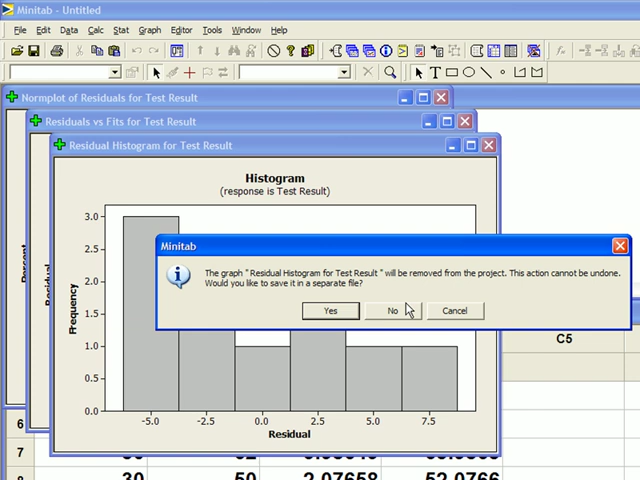 Minitab - Untitled
File Edit Data Calc Stat Graph Editor Tools Window Help
Normplot of Residuals for Test Result
Residuals vs Fits for Test Result
Residual Histogram for Test Result
Histogram
(response is Test Result)
Frequency
3.0
2.5
2.0
1.5
1.0
0.5
0.0
-5.0 -2.5 0.0 2.5 5.0 7.5
Residual
Minitab
The graph " Residual Histogram for Test Result " will be removed from the project. This action cannot be undone.
Would you like to save it in a separate file?
Yes No Cancel
C5
6
7
8 30 50 2.07658 52.0766